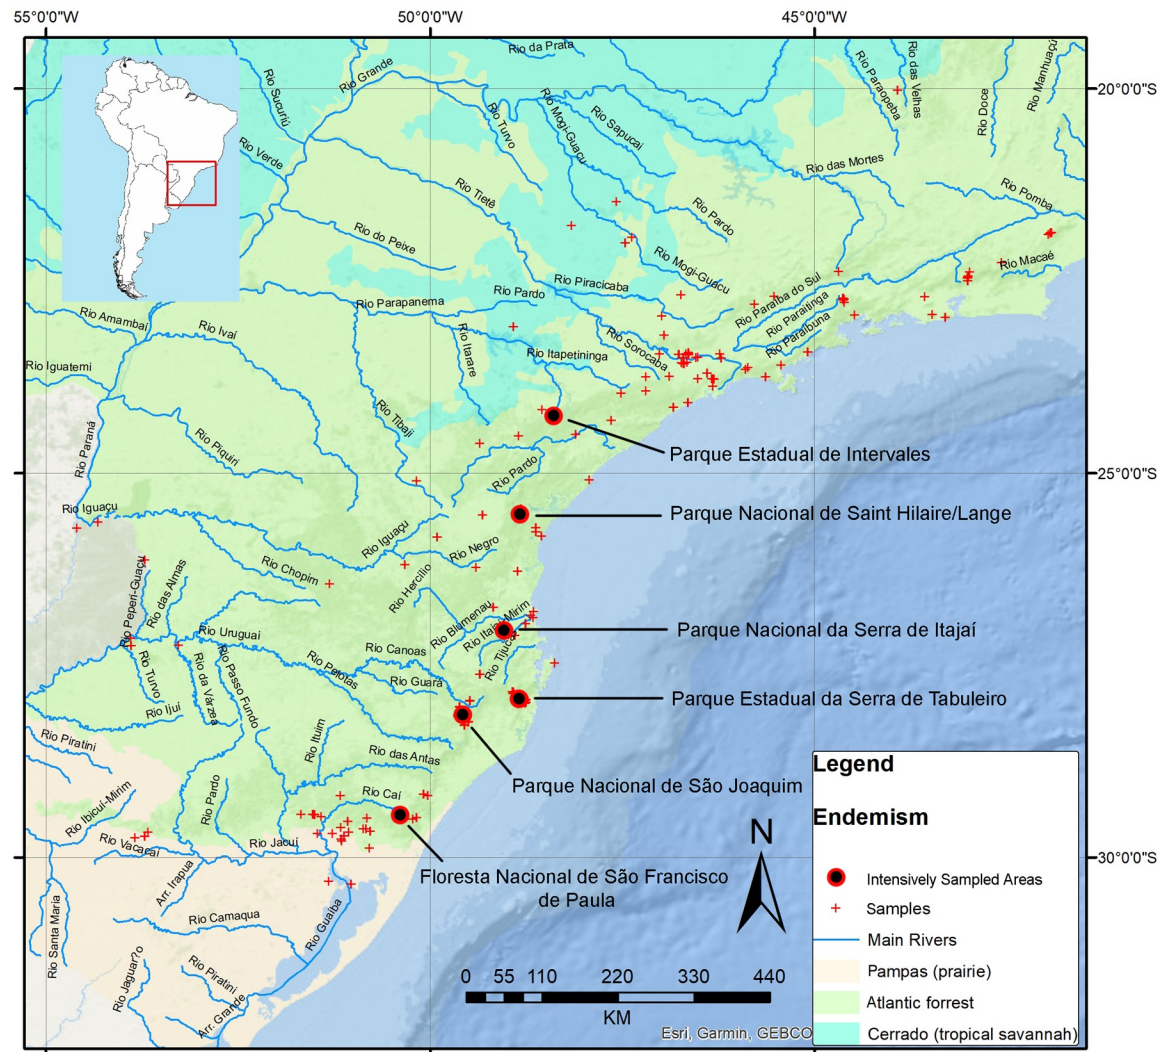 55°0'0"W
50°0'0"W
45°0'0"W
20°0'0"S
25°0'0"S
30°0'0"S
Rio da Prata
Rio Grande
Rio Sucuriú
Rio Verde
Rio Turvo
Rio Mogi-Guaçu
Rio Sapucaí
Rio Paraopeba
Rio das Velhas
Rio Doce
Rio Manhuaçú
Rio das Mortes
Rio Pomba
Rio Tietê
Rio do Peixe
Rio Pardo
Rio Mogi-Guaçu
Rio Macaé
Rio Piracicaba
Rio Pardo
Rio Paraíba do Sul
Rio Paraitinga
Rio Paraibuna
Rio Parapanema
Rio Amambaí
Rio Ivaí
Rio Itarare
Rio Sorocaba
Rio Itapetininga
Rio Iguatemi
Rio Tibaji
Rio Paraná
Rio Piquirí
Parque Estadual de Intervales
Rio Pardo
Rio Iguaçu
Parque Nacional de Saint Hilaire/Lange
Rio Iguaçu
Rio Negro
Rio Chopim
Rio Hercílio
Rio Peperi-Guaçu
Rio das Almas
Rio Blumenau
Rio Itajaí-Mirim
Parque Nacional da Serra de Itajaí
Rio Uruguai
Rio Canoas
Rio Tijucas
Rio Turvo
Rio da Várzea
Rio Passo Fundo
Rio Pelotas
Rio Guará
Parque Estadual da Serra de Tabuleiro
Rio Ijuí
Rio Piratini
Rio Ituim
Rio das Antas
Parque Nacional de São Joaquim
Rio Ibicuí-Mirim
Rio Pardo
Rio Caí
Rio Vacacaí
Rio Jacuí
Floresta Nacional de São Francisco
de Paula
Arr. Irapua
Rio Santa Maria
Rio Camaqua
Rio Guaíba
Rio Jaguar?o
Rio Piratini
Arr. Grande
N
0 55 110 220 330 440
KM
Esri, Garmin, GEBCO
Legend
Endemism
Intensively Sampled Areas
Samples
Main Rivers
Pampas (prairie)
Atlantic forrest
Cerrado (tropical savannah)